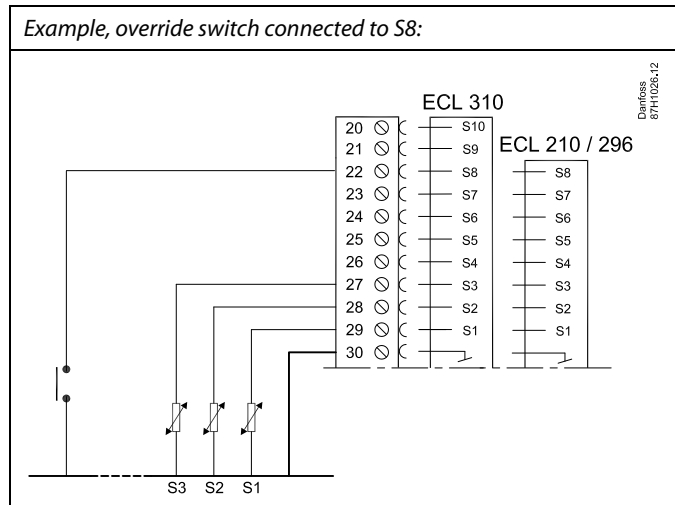 Example, override switch connected to S8:
Danfoss
87H1026.12
ECL 310
ECL 210 / 296
20 S10
21 S9
22 S8 S8
23 S7 S7
24 S6 S6
25 S5 S5
26 S4 S4
27 S3 S3
28 S2 S2
29 S1 S1
30
S3 S2 S1